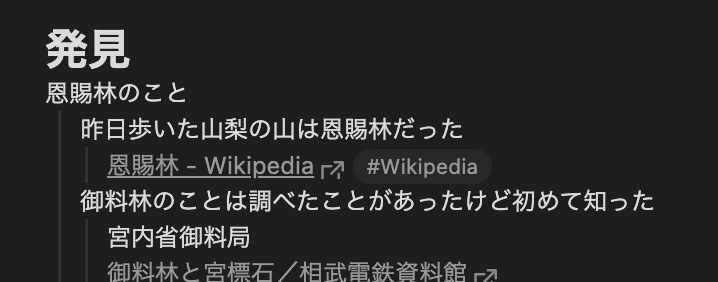 発見
恩賜林のこと
昨日歩いた山梨の山は恩賜林だった
恩賜林 - Wikipedia #Wikipedia
御料林のことは調べたことがあったけど初めて知った
宮内省御料局
御料林と宮標石／相武電鉄資料館